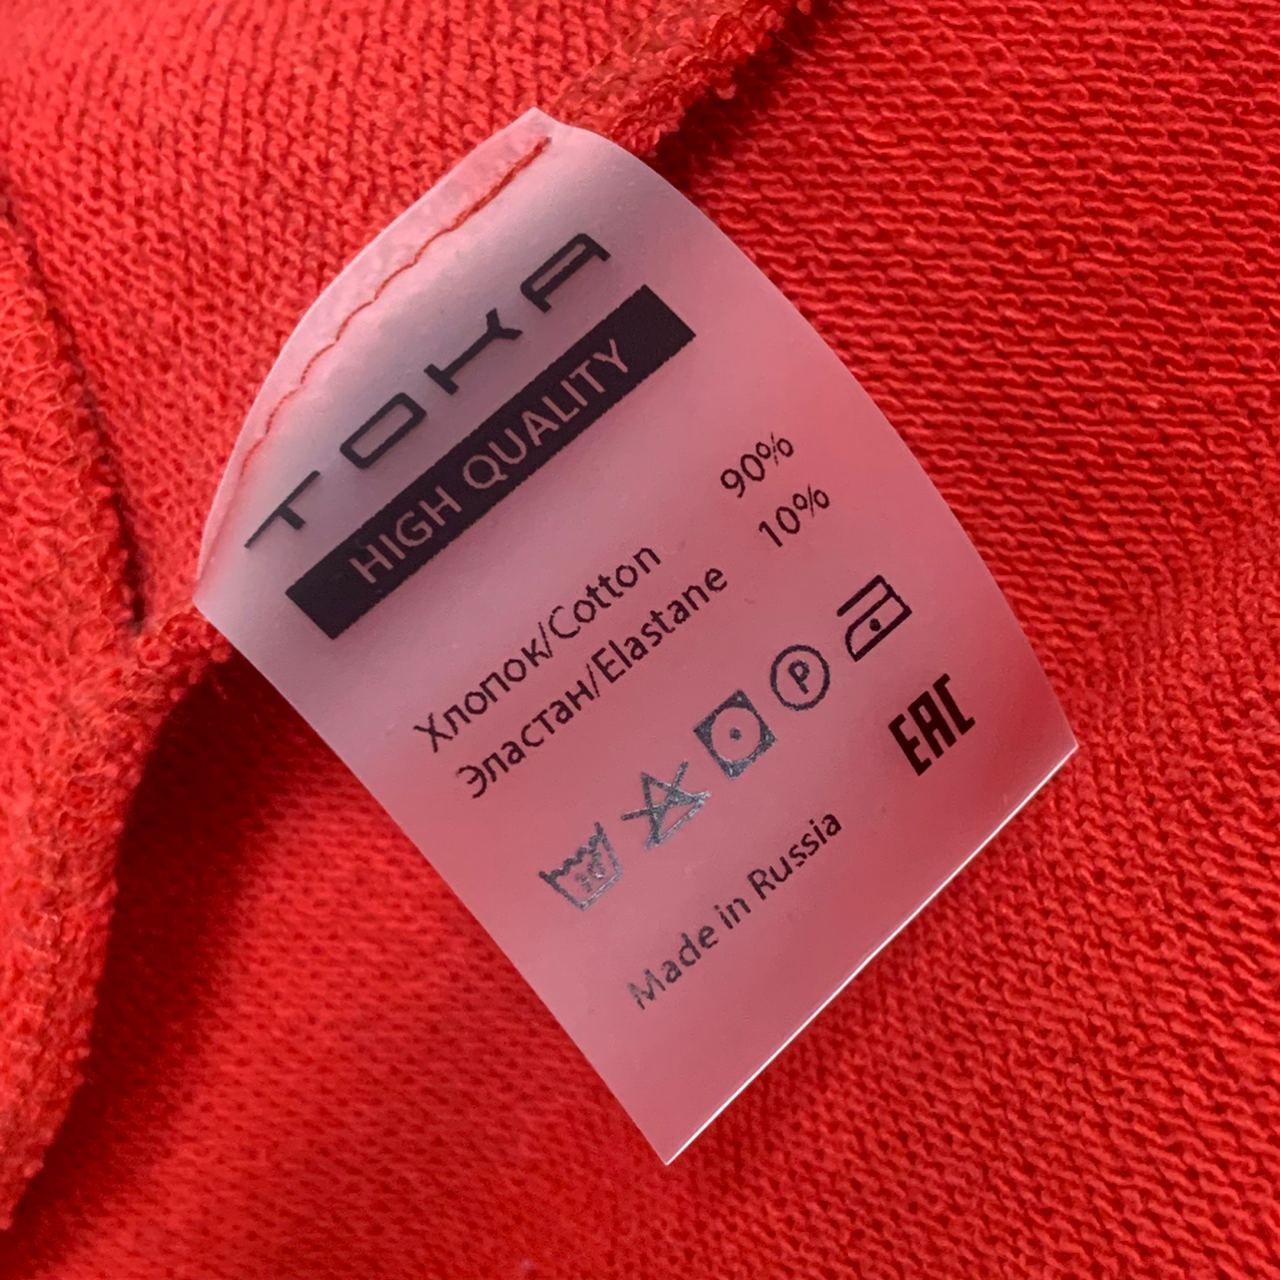 TOKA
HIGH QUALITY
Хлопок/Cotton 90%
Эластан/Elastane 10%
P
EAC
Made in Russia